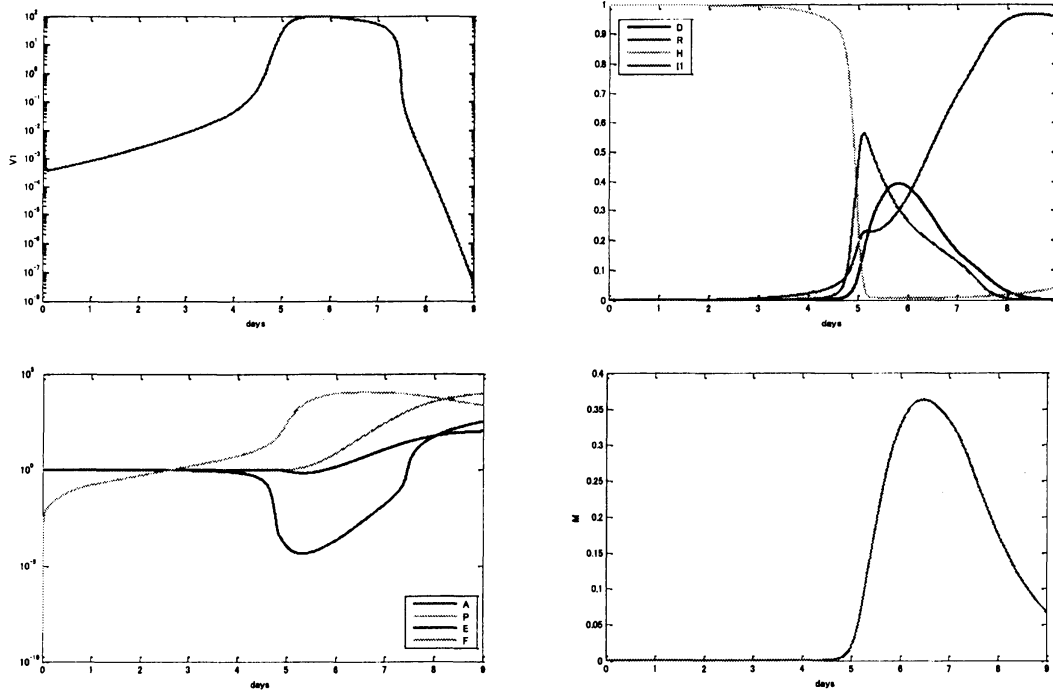 10²
10¹
10⁰
10⁻¹
10⁻²
10⁻³
10⁻⁴
10⁻⁵
10⁻⁶
10⁻⁷
10⁻⁸
0 1 2 3 4 5 6 7 8 9
days
1
0.9
0.8
0.7
0.6
0.5
0.4
0.3
0.2
0.1
0
D
R
H
0 1 2 3 4 5 6 7 8
days
10⁵
10⁰
10⁻⁵
10⁻¹⁰
A
P
E
F
0 1 2 3 4 5 6 7 8 9
days
0.4
0.35
0.3
0.25
0.2
0.15
0.1
0.05
0
M
0 1 2 3 4 5 6 7 8 9
days